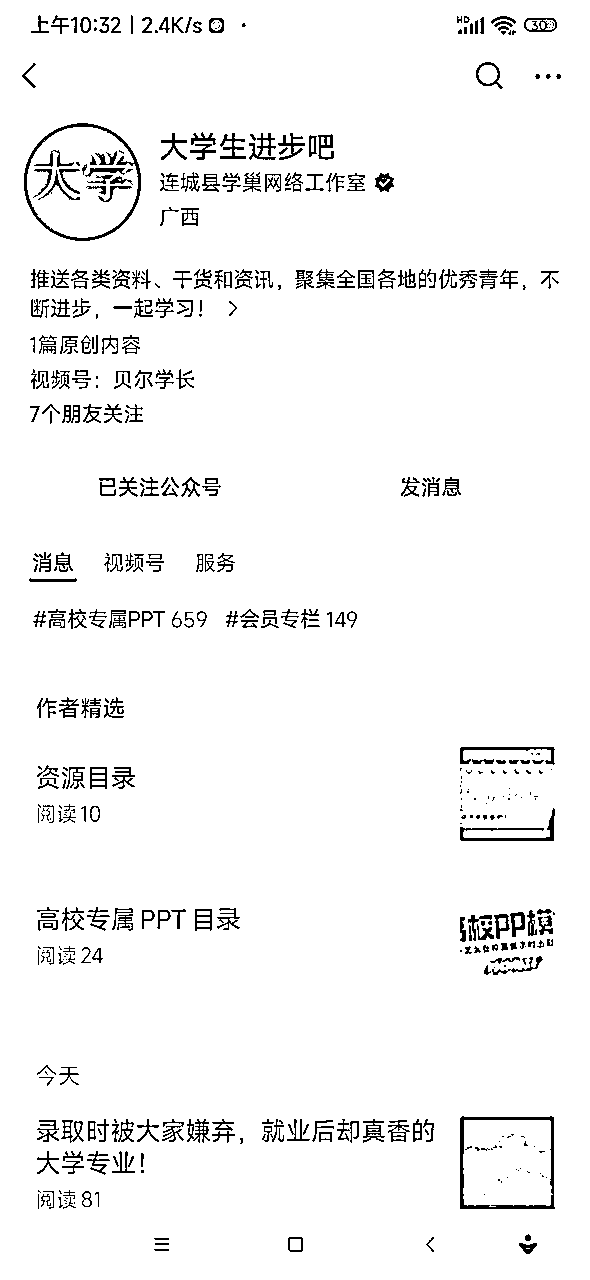 上午10:32 | 2.4K/s
HD
30
大学
大学生进步吧
连城县学巢网络工作室
广西
推送各类资料、干货和资讯，聚集全国各地的优秀青年，不
断进步，一起学习！ >
1篇原创内容
视频号：贝尔学长
7个朋友关注
已关注公众号
发消息
消息 视频号 服务
#高校专属PPT 659 #会员专栏 149
作者精选
资源目录
阅读 10
高校专属 PPT 目录
阅读 24
今天
录取时被大家嫌弃，就业后却真香的
大学专业！
阅读 81